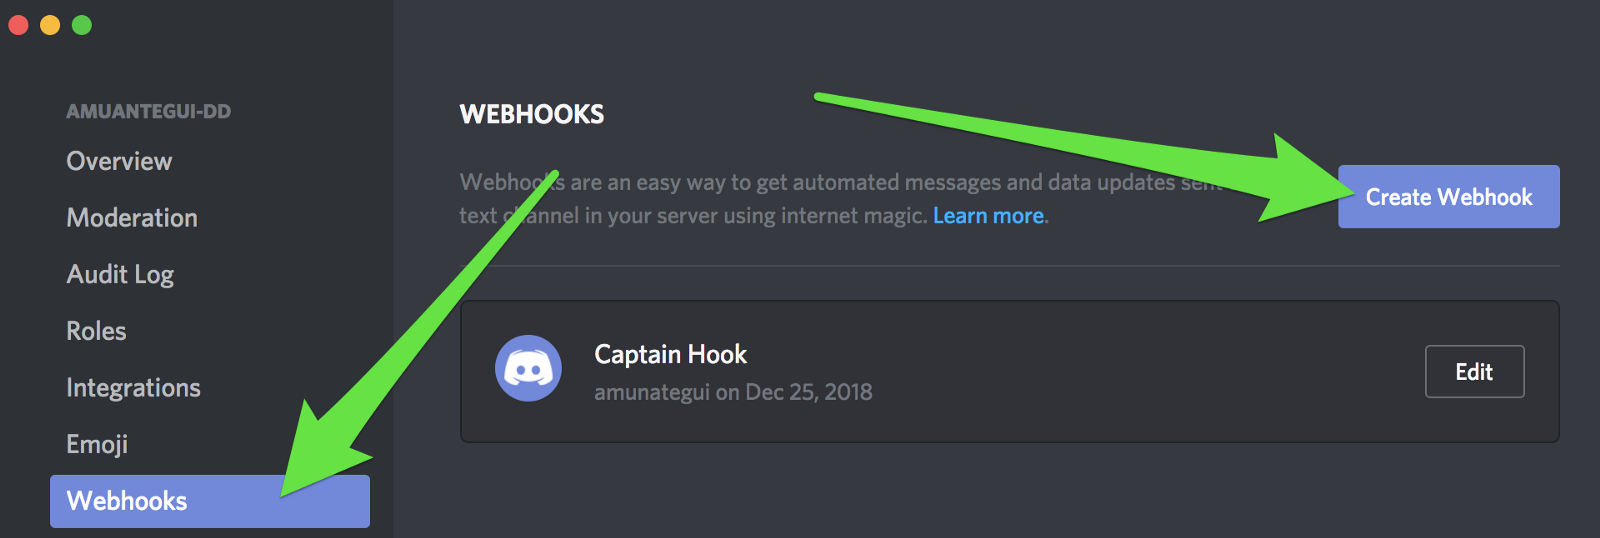 AMUANTEGUI-DD
Overview
Moderation
Audit Log
Roles
Integrations
Emoji
Webhooks
WEBHOOKS
Webhooks are an easy way to get automated messages and data updates sent
text channel in your server using internet magic. Learn more.
Create Webhook
Captain Hook
amunategui on Dec 25, 2018
Edit